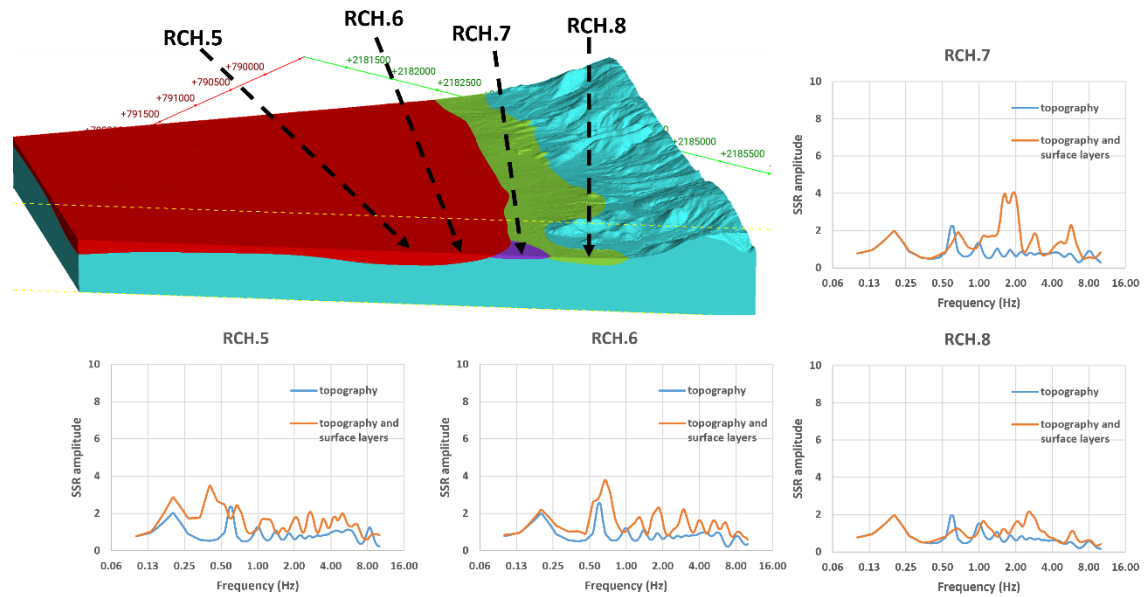 RCH.5
RCH.6
RCH.7
RCH.8
+790000
+790500
+791000
+791500
+2181500
+2182000
+2182500
+2185000
+2185500
RCH.7
SSR amplitude
10
8
6
4
2
0
topography
topography and
surface layers
0.06 0.13 0.25 0.50 1.00 2.00 4.00 8.00 16.00
Frequency (Hz)
RCH.5
SSR amplitude
10
8
6
4
2
0
topography
topography and
surface layers
0.06 0.13 0.25 0.50 1.00 2.00 4.00 8.00 16.00
Frequency (Hz)
RCH.6
SSR amplitude
10
8
6
4
2
0
topography
topography and
surface layers
0.06 0.13 0.25 0.50 1.00 2.00 4.00 8.00 16.00
Frequency (Hz)
RCH.8
SSR amplitude
10
8
6
4
2
0
topography
topography and
surface layers
0.06 0.13 0.25 0.50 1.00 2.00 4.00 8.00 16.00
Frequency (Hz)